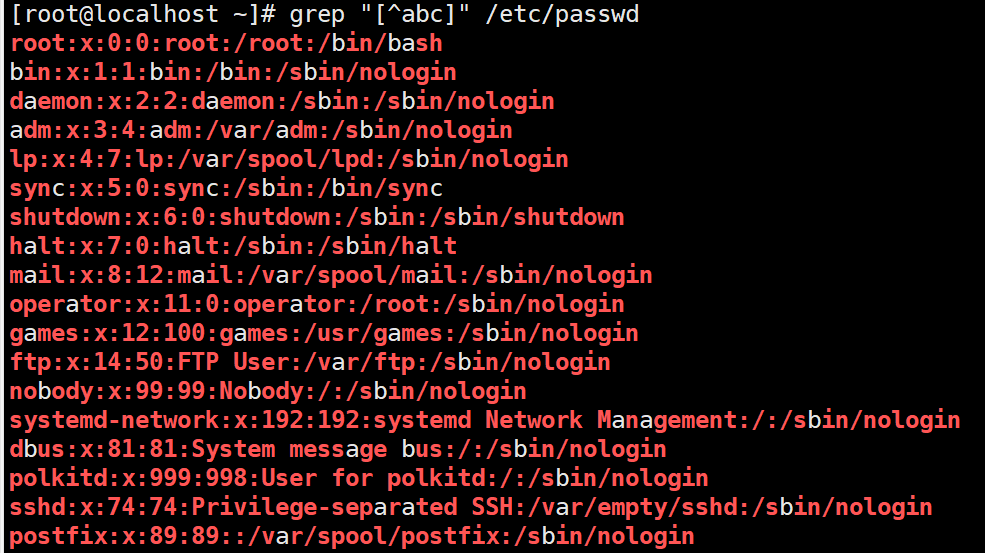 [root@localhost ~]# grep "[^abc]" /etc/passwd
root:x:0:0:root:/root:/bin/bash
bin:x:1:1:bin:/bin:/sbin/nologin
daemon:x:2:2:daemon:/sbin:/sbin/nologin
adm:x:3:4:adm:/var/adm:/sbin/nologin
lp:x:4:7:lp:/var/spool/lpd:/sbin/nologin
sync:x:5:0:sync:/sbin:/bin/sync
shutdown:x:6:0:shutdown:/sbin:/sbin/shutdown
halt:x:7:0:halt:/sbin:/sbin/halt
mail:x:8:12:mail:/var/spool/mail:/sbin/nologin
operator:x:11:0:operator:/root:/sbin/nologin
games:x:12:100:games:/usr/games:/sbin/nologin
ftp:x:14:50:FTP User:/var/ftp:/sbin/nologin
nobody:x:99:99:Nobody:/:/sbin/nologin
systemd-network:x:192:192:systemd Network Management:/:/sbin/nologin
dbus:x:81:81:System message bus:/:/sbin/nologin
polkitd:x:999:998:User for polkitd:/:/sbin/nologin
sshd:x:74:74:Privilege-separated SSH:/var/empty/sshd:/sbin/nologin
postfix:x:89:89::/var/spool/postfix:/sbin/nologin